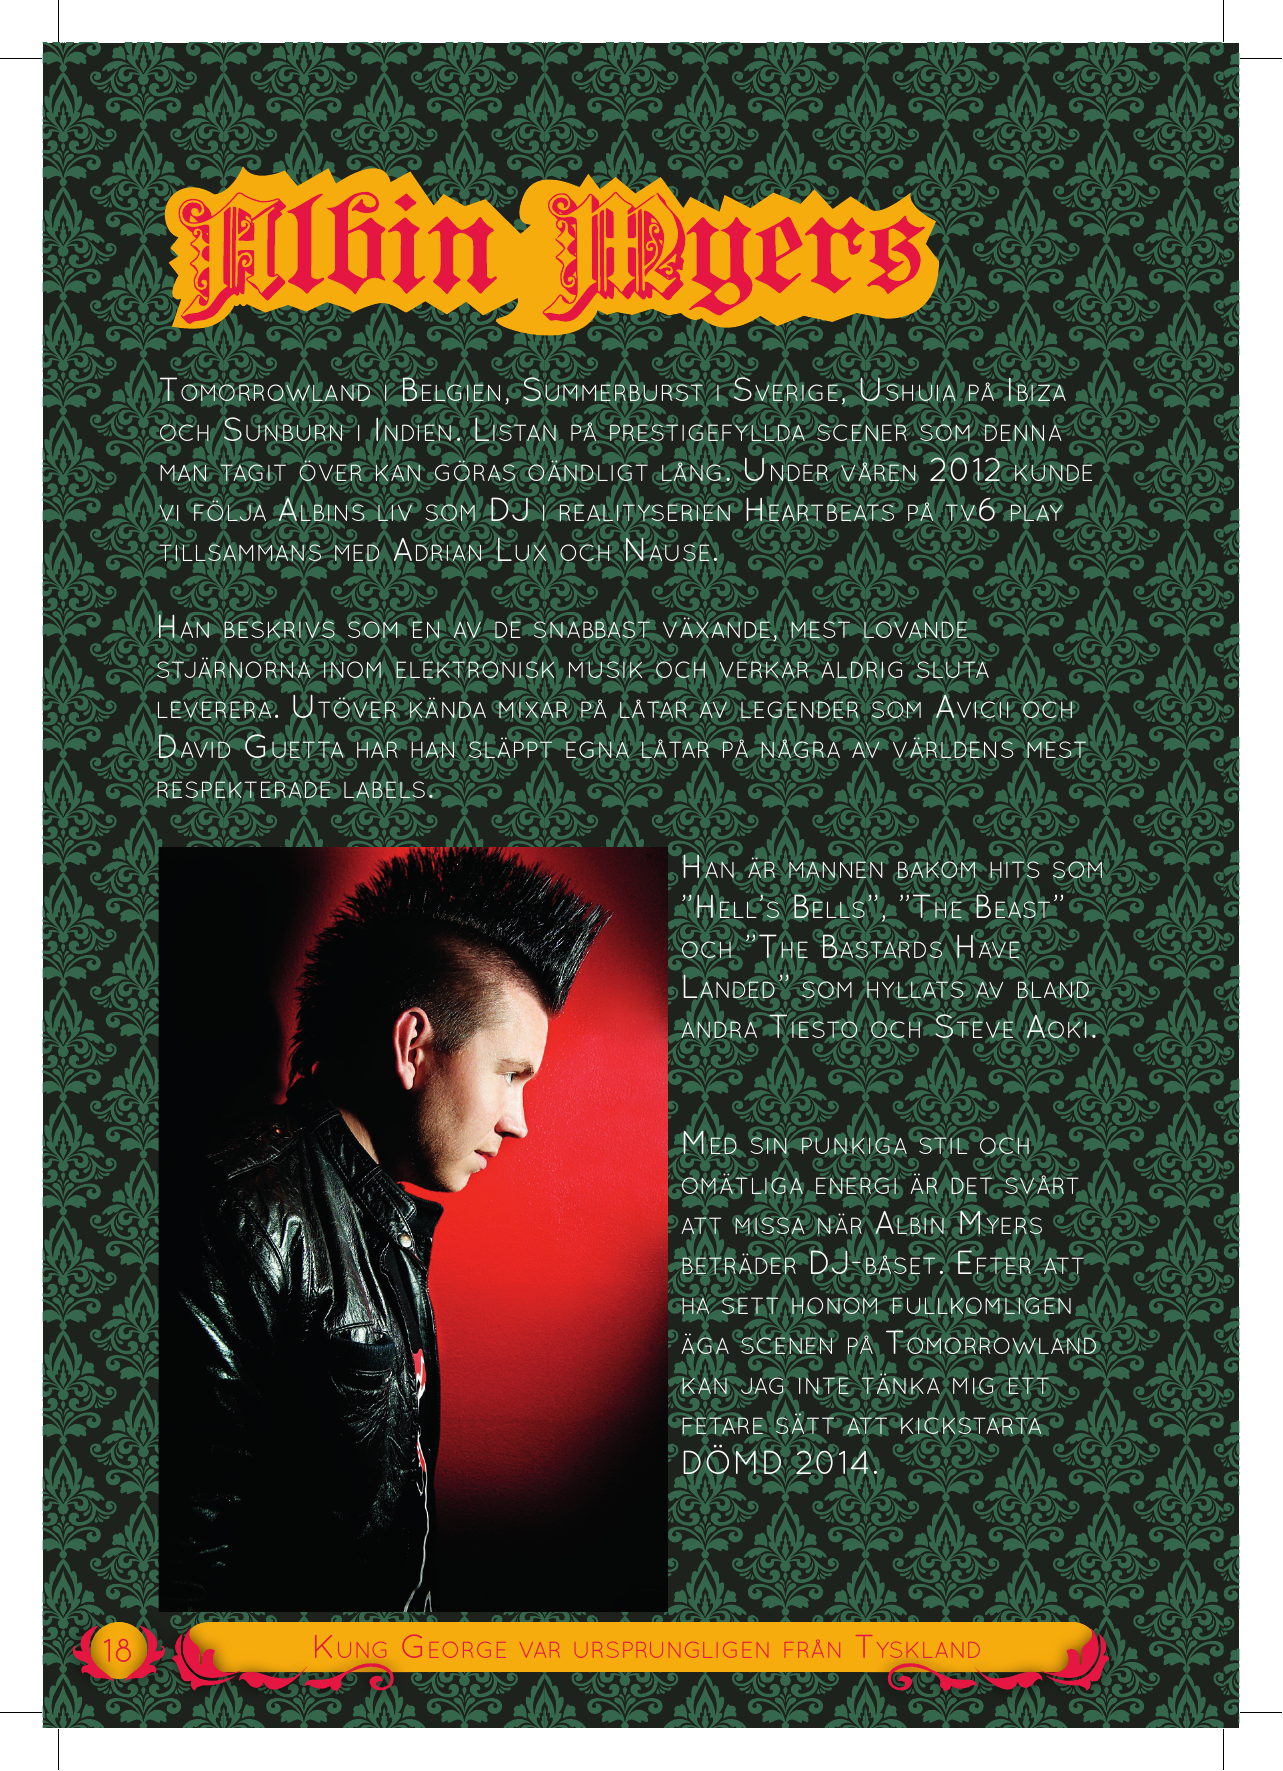 Albin Myers
Tomorrowland i Belgien, Summerburst i Sverige, Ushuia på Ibiza
och Sunburn i Indien. Listan på prestigefyllda scener som denna
man tagit över kan göras oändligt lång. Under våren 2012 kunde
vi följa Albins liv som DJ i realityserien Heartbeats på tv6 play
tillsammans med Adrian Lux och Nause.
Han beskrivs som en av de snabbast växande, mest lovande
stjärnorna inom elektronisk musik och verkar aldrig sluta
leverera. Utöver kända mixar på låtar av legender som Avicii och
David Guetta har han släppt egna låtar på några av världens mest
respekterade labels.
Han är mannen bakom hits som
”Hell’s Bells”, ”The Beast”
och ”The Bastards Have
Landed” som hyllats av bland
andra Tiesto och Steve Aoki.
Med sin punkiga stil och
omätliga energi är det svårt
att missa när Albin Myers
beträder DJ-båset. Efter att
ha sett honom fullkomligen
äga scenen på Tomorrowland
kan jag inte tänka mig ett
fetare sätt att kickstarta
DÖMD 2014.
18
Kung George var ursprungligen från Tyskland